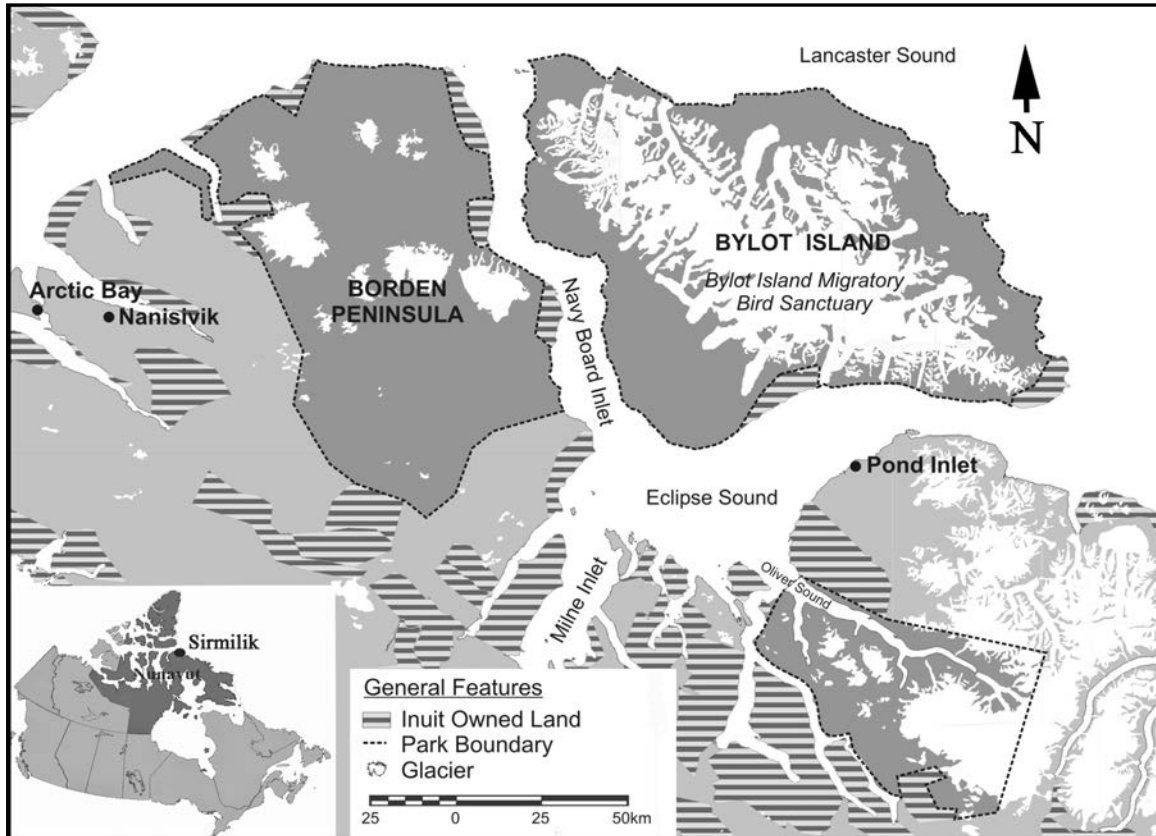 Lancaster Sound
N
BYLOT ISLAND
Bylot Island Migratory
Bird Sanctuary
BORDEN
PENINSULA
Arctic Bay
Nanisivik
Navy Board Inlet
Pond Inlet
Eclipse Sound
Oliver Sound
Milne Inlet
Sirmilik
Nunavut
General Features
Inuit Owned Land
Park Boundary
Glacier
25 0 25 50km